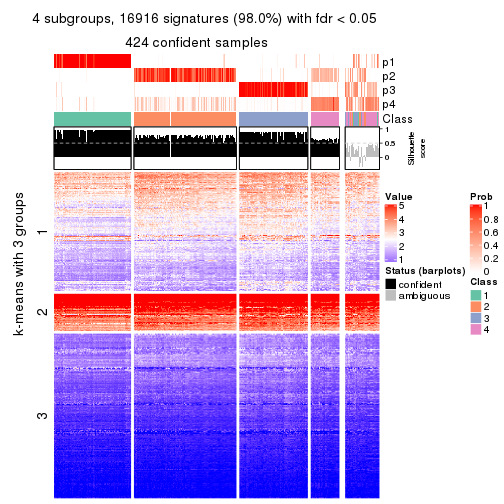 4 subgroups, 16916 signatures (98.0%) with fdr < 0.05
424 confident samples
p1
p2
p3
p4
Class
1
0.5
0
Silhouette
score
k-means with 3 groups
1
2
3
Value
5
4
3
2
1
Status (barplots)
confident
ambiguous
Prob
1
0.8
0.6
0.4
0.2
0
Class
1
2
3
4